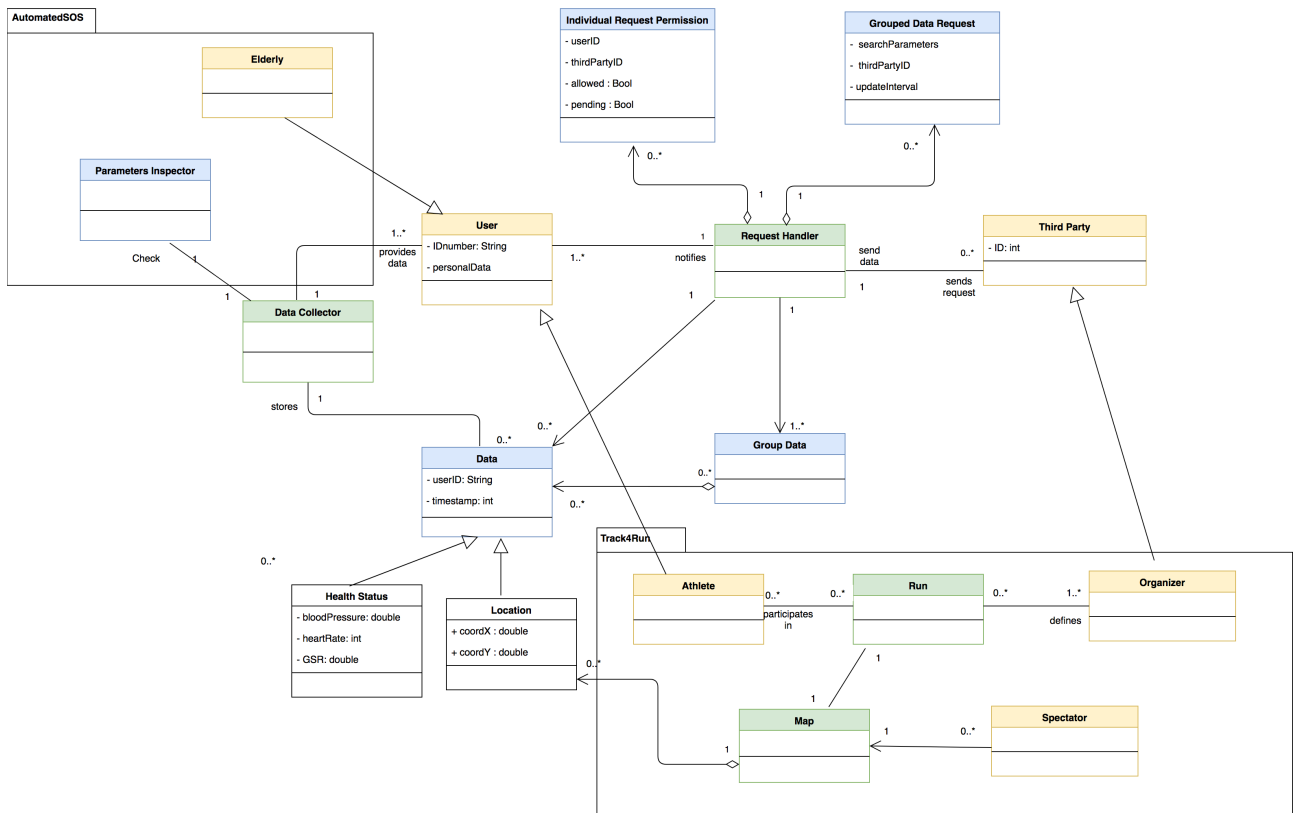 AutomatedSOS
Elderly
Parameters Inspector
Check
1
1
1
Data Collector
1..*
provides
data
User
- IDnumber: String
- personalData
1..*
1
notifies
Individual Request Permission
- userID
- thirdPartyID
- allowed : Bool
- pending : Bool
0..*
1
Grouped Data Request
- searchParameters
- thirdPartyID
- updateInterval
0..*
1
Request Handler
send
data
1
0..*
sends
request
Third Party
- ID: int
1
1
stores
1
0..*
0..*
Data
- userID: String
- timestamp: int
1..*
Group Data
0..*
0..*
0..*
Health Status
- bloodPressure: double
- heartRate: int
- GSR: double
Location
+ coordX : double
+ coordY : double
0..*
Track4Run
Athlete
0..*
participates
in
0..*
Run
0..*
1..*
defines
Organizer
1
1
Map
1
1
0..*
Spectator